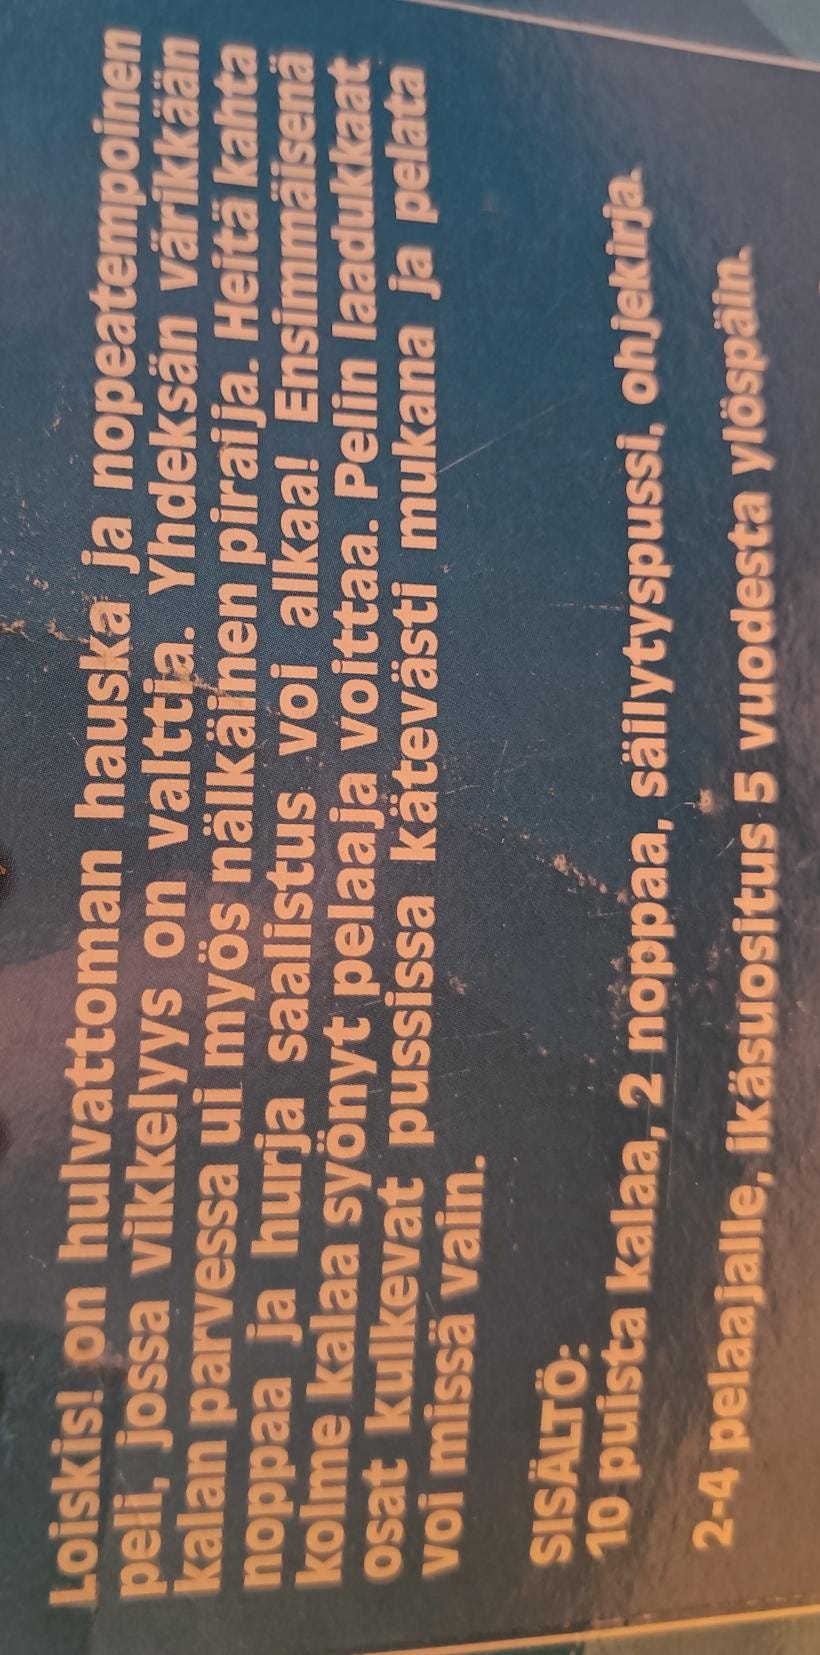 Loiskis! on hulvattoman hauska ja nopeatempoinen
peli, jossa vikkelyys on valttia. Yhdeksän värikkään
kalan parvessa ui myös nälkäinen piraija. Heitä kahta
noppaa ja hurja saalistus voi alkaa! Ensimmäisenä
kolme kalaa syönyt pelaaja voittaa. Pelin laadukkaat
osat kulkevat pussissa kätevästi mukana ja pelata
voi missä vain.
SISÄLTÖ:
10 puista kalaa, 2 noppaa, säilytyspussi, ohjekirja.
2-4 pelaajalle, ikäsuositus 5 vuodesta ylöspäin.